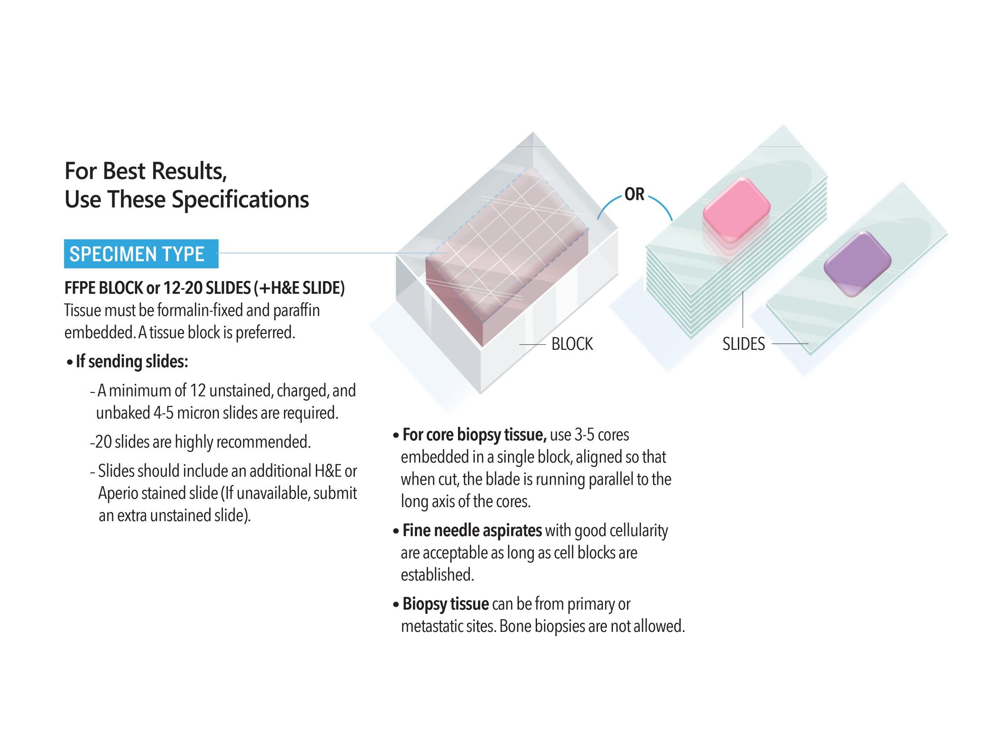 For Best Results,
Use These Specifications
SPECIMEN TYPE
FFPE BLOCK or 12-20 SLIDES (+H&E SLIDE)
Tissue must be formalin-fixed and paraffin
embedded. A tissue block is preferred.
• If sending slides:
- A minimum of 12 unstained, charged, and
unbaked 4-5 micron slides are required.
-20 slides are highly recommended.
- Slides should include an additional H&E or
Aperio stained slide (If unavailable, submit
an extra unstained slide).
OR
BLOCK
SLIDES
• For core biopsy tissue, use 3-5 cores
embedded in a single block, aligned so that
when cut, the blade is running parallel to the
long axis of the cores.
• Fine needle aspirates with good cellularity
are acceptable as long as cell blocks are
established.
• Biopsy tissue can be from primary or
metastatic sites. Bone biopsies are not allowed.